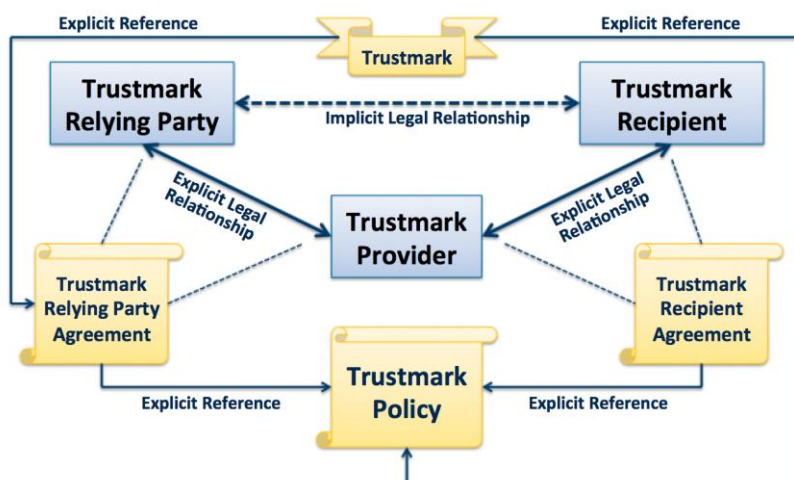 Explicit Reference
Explicit Reference
Trustmark
Trustmark
Relying Party
Trustmark
Recipient
Implicit Legal Relationship
Explicit Legal
Relationship
Explicit Legal
Relationship
Trustmark
Provider
Trustmark
Relying Party
Agreement
Trustmark
Recipient
Agreement
Trustmark
Policy
Explicit Reference
Explicit Reference